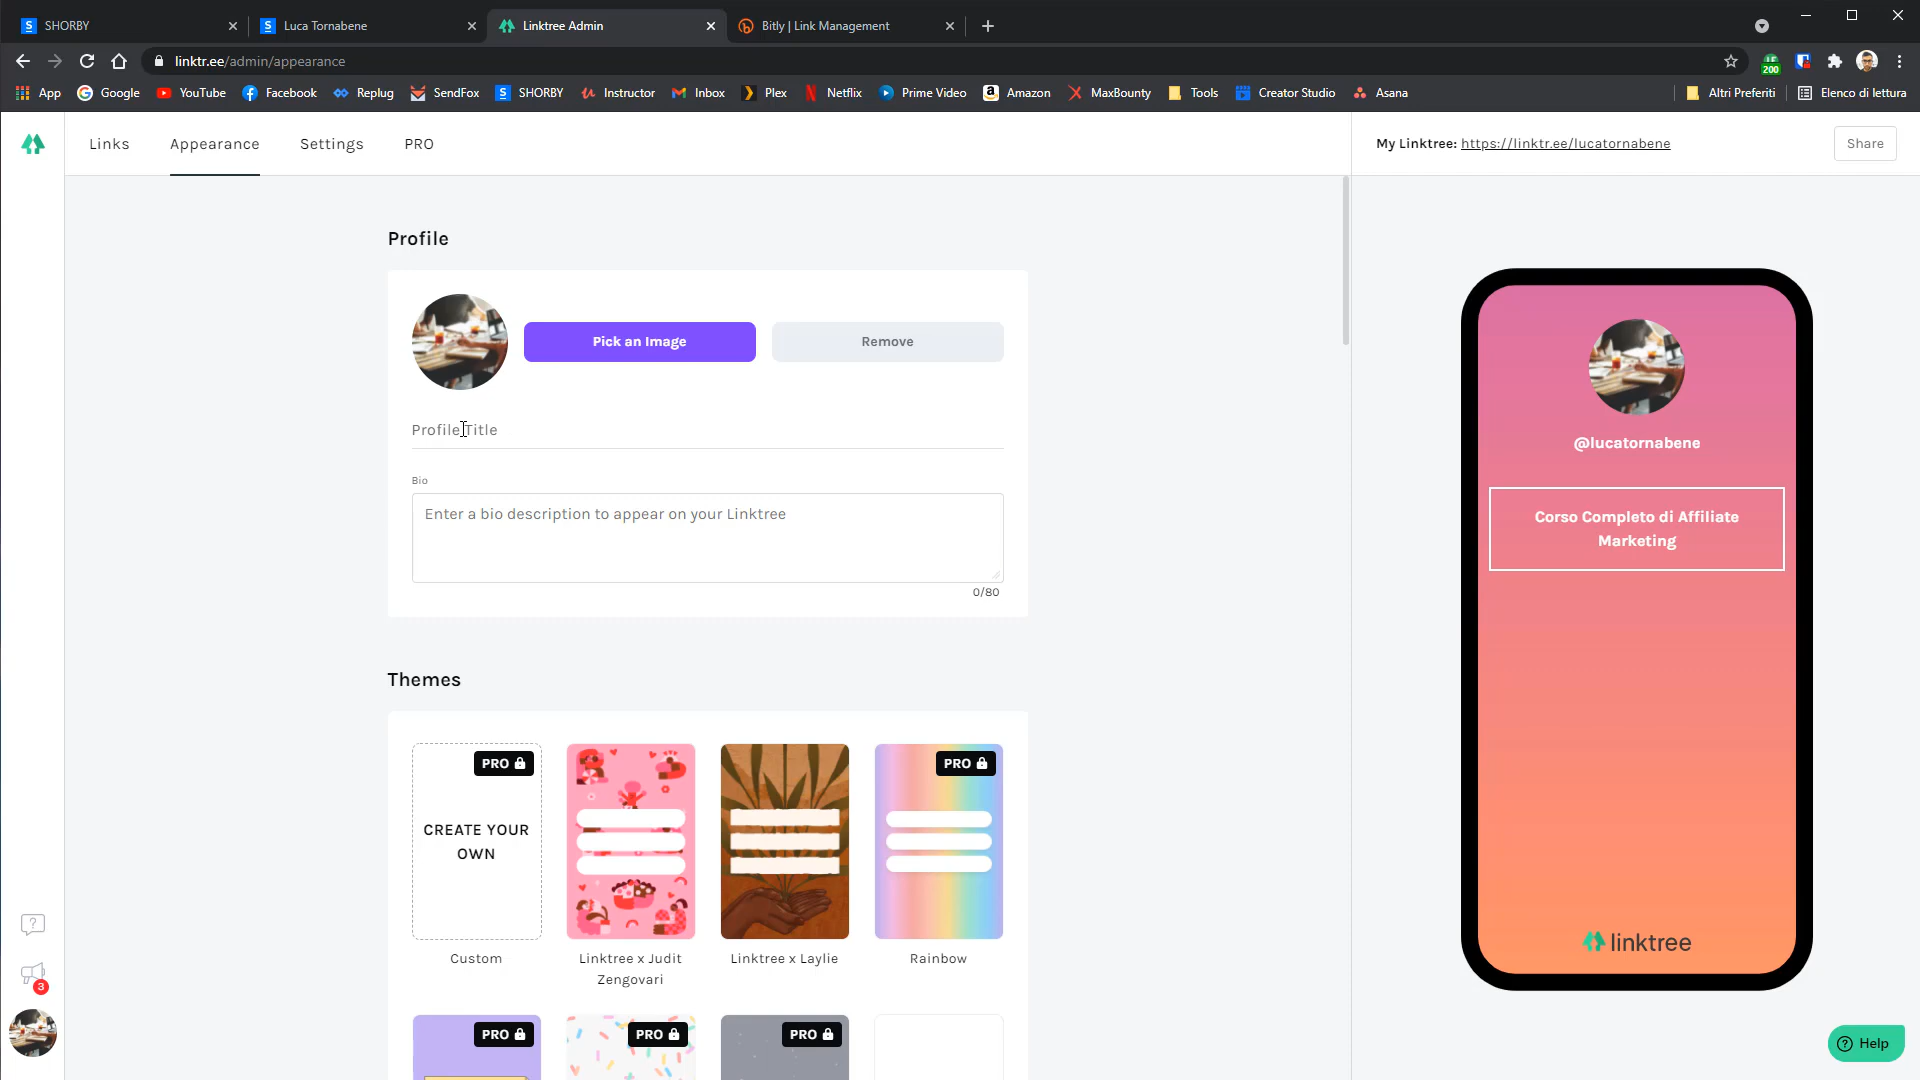 SHORBY
Luca Tornabene
Linktree Admin
Bitly | Link Management
linktr.ee/admin/appearance
200
App
Google
YouTube
Facebook
Replug
SendFox
SHORBY
Instructor
Inbox
Plex
Netflix
Prime Video
Amazon
MaxBounty
Tools
Creator Studio
Asana
Altri Preferiti
Elenco di lettura
Links
Appearance
Settings
PRO
My Linktree: https://linktr.ee/lucatornabene
Share
Profile
Pick an Image
Remove
Profile Title
Bio
Enter a bio description to appear on your Linktree
0/80
Themes
PRO
CREATE YOUR
OWN
Custom
Linktree x Judit
Zengovari
Linktree x Laylie
PRO
Rainbow
PRO
PRO
PRO
@lucatornabene
Corso Completo di Affiliate
Marketing
linktree
3
Help